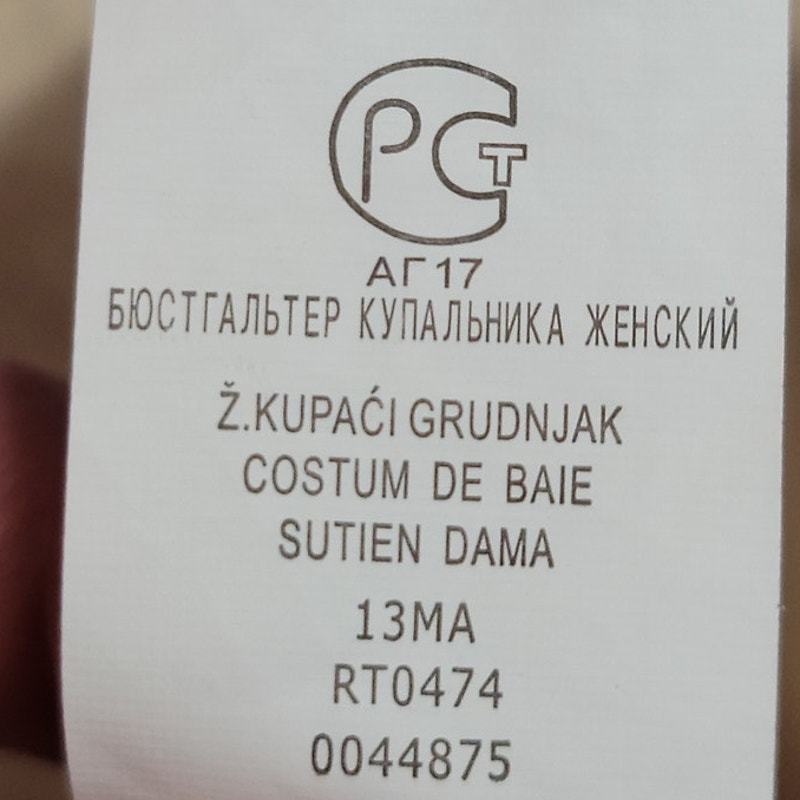 РСТ
АГ17
БЮСТГАЛЬТЕР КУПАЛЬНИКА ЖЕНСКИЙ
Ž.KUPAĆI GRUDNJAK
COSTUM DE BAIE
SUTIEN DAMA
13MA
RT0474
0044875